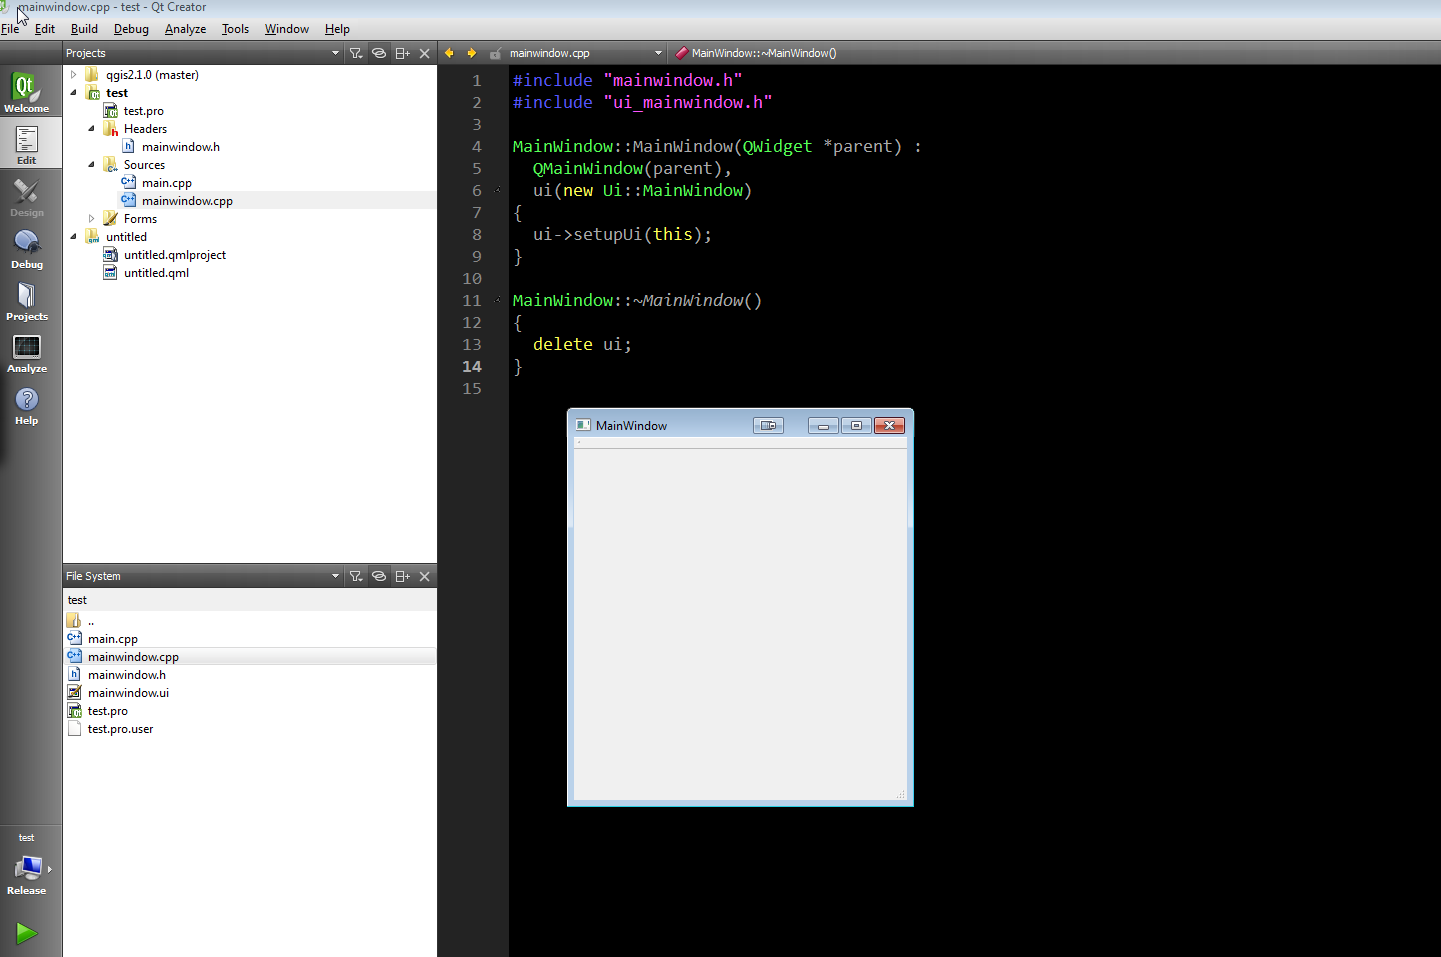 mainwindow.cpp - test - Qt Creator
File Edit Build Debug Analyze Tools Window Help
Projects
qgis2.1.0 (master)
test
test.pro
Headers
mainwindow.h
Sources
main.cpp
mainwindow.cpp
Forms
untitled
untitled.qmlproject
untitled.qml
Welcome
Edit
Design
Debug
Projects
Analyze
Help
test
Release
File System
test
..
main.cpp
mainwindow.cpp
mainwindow.h
mainwindow.ui
test.pro
test.pro.user
mainwindow.cpp MainWindow::~MainWindow()
1 #include "mainwindow.h"
2 #include "ui_mainwindow.h"
3
4 MainWindow::MainWindow(QWidget *parent) :
5 QMainWindow(parent),
6 ui(new Ui::MainWindow)
7 {
8 ui->setupUi(this);
9 }
10
11 MainWindow::~MainWindow()
12 {
13 delete ui;
14 }
15
MainWindow